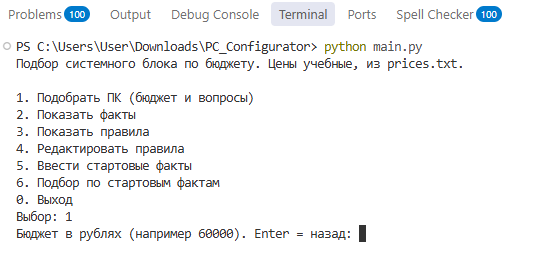 Problems 100 Output Debug Console Terminal Ports Spell Checker 100
PS C:\Users\User\Downloads\PC_Configurator> python main.py
Подбор системного блока по бюджету. Цены учебные, из prices.txt.
1. Подобрать ПК (бюджет и вопросы)
2. Показать факты
3. Показать правила
4. Редактировать правила
5. Ввести стартовые факты
6. Подбор по стартовым фактам
0. Выход
Выбор: 1
Бюджет в рублях (например 60000). Enter = назад: